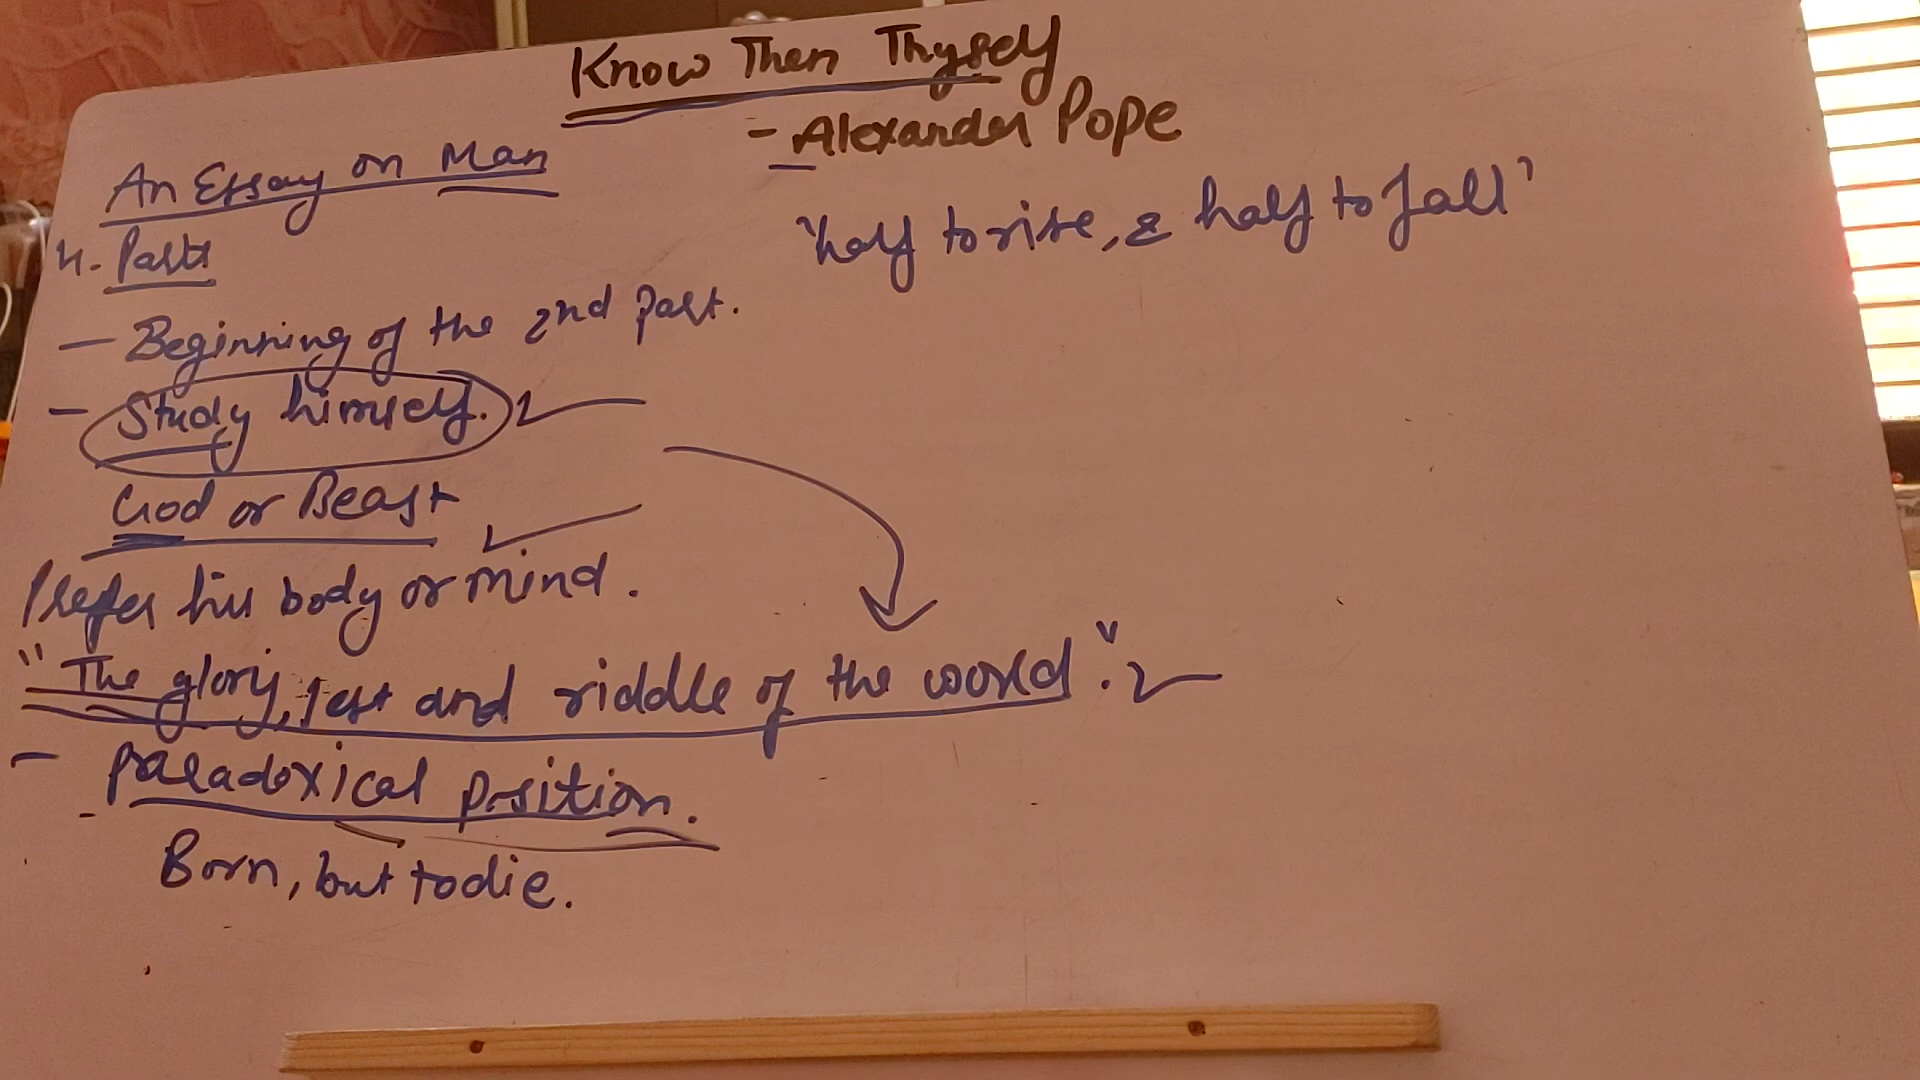 Know Then Thyself
- Alexander Pope
An Essay on Man
4. Parts
"half to rise, & half to fall"
- Beginning of the 2nd Part.
- Study himself.
God or Beast
Prefer his body or mind.
"The glory, jest and riddle of the world".
- Paradoxical position.
Born, but to die.